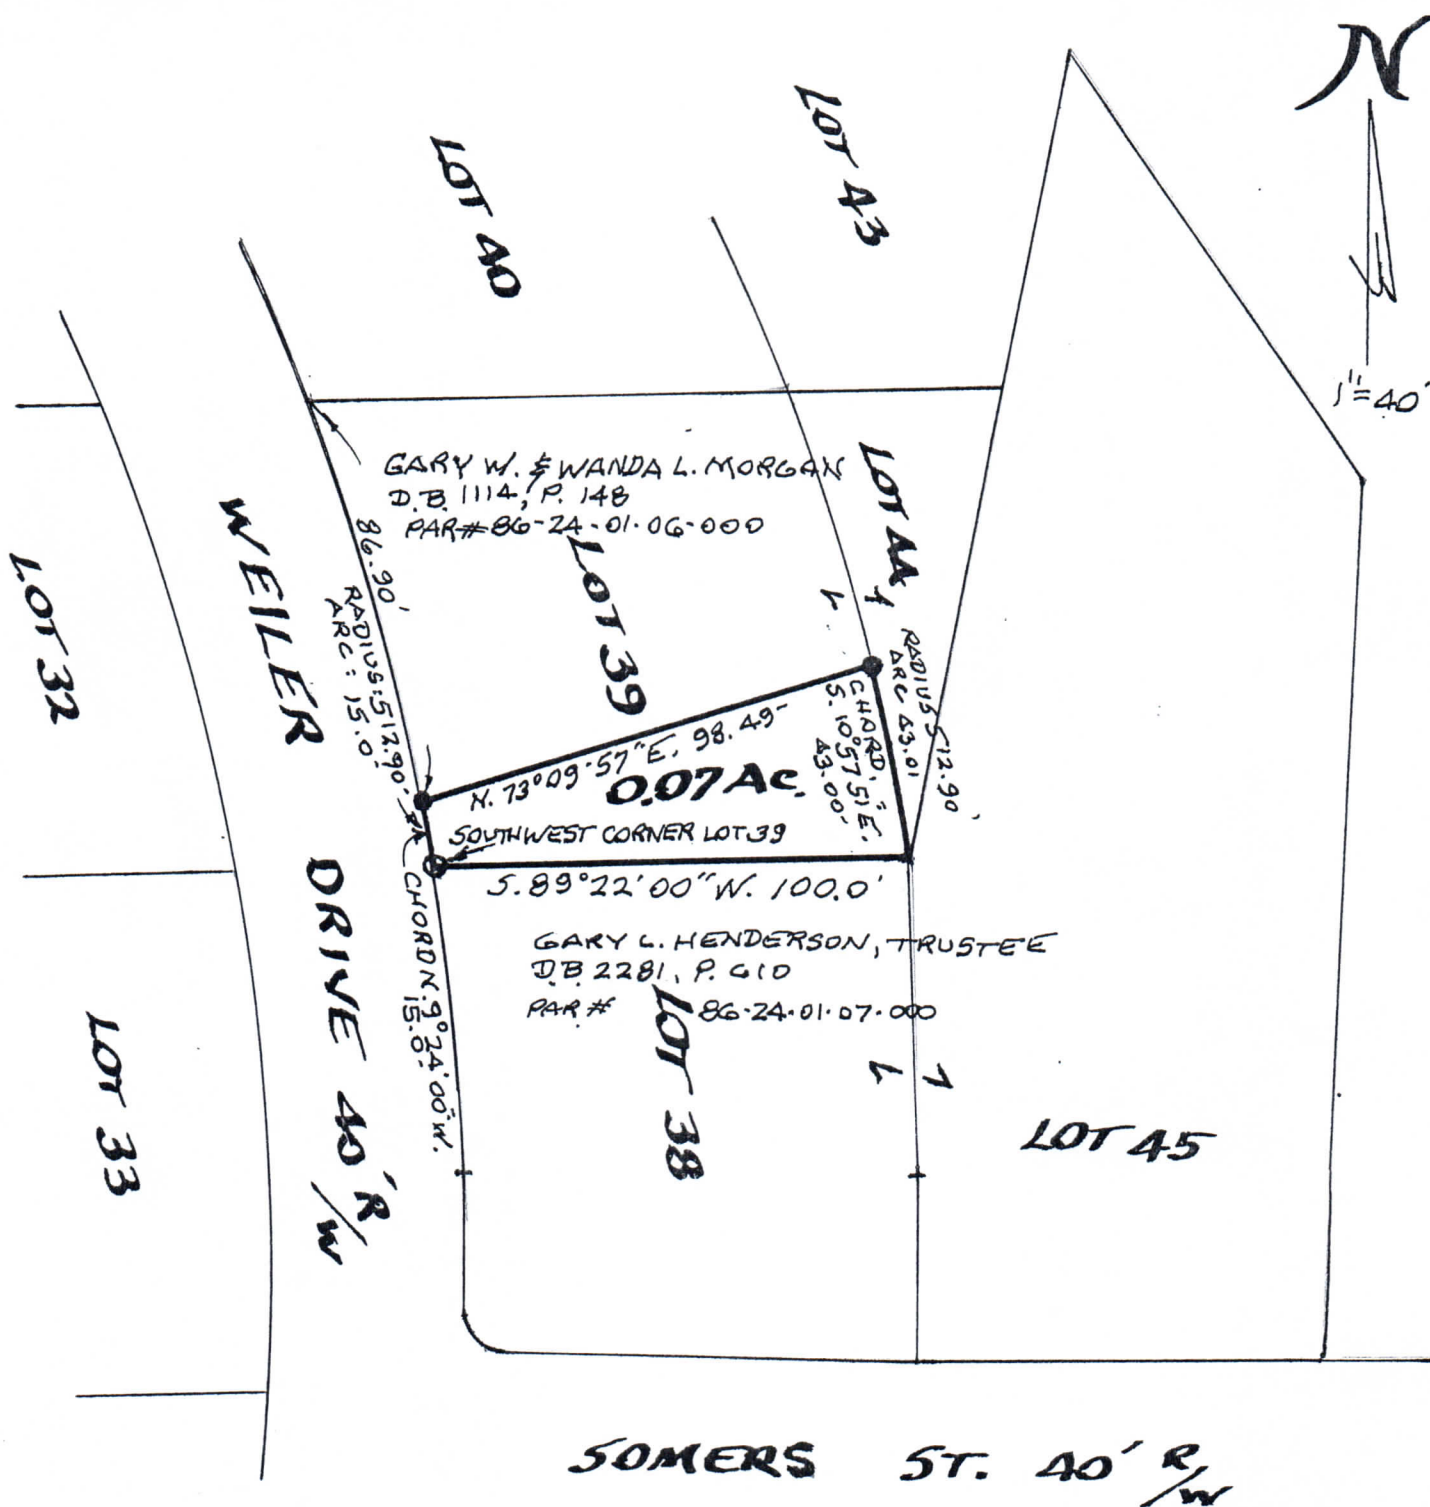 N
1"=40'
LOT 40
LOT 43
GARY W. & WANDA L. MORGAN
D.B. 1114, P. 148
PAR# 86-24-01-06-000
LOT 44
86.90'
RADIUS: 512.90'
ARC: 15.0'
LOT 39
RADIUS 512.90'
ARC 43.01
CHORD,
S. 10°57'51"E.
43.00'
N. 73°09'57"E. 98.49'
0.07 Ac.
SOUTHWEST CORNER LOT 39
S. 89°22'00"W. 100.0'
CHORD N. 9°24'00"W.
15.0'
GARY L. HENDERSON, TRUSTEE
D.B. 2281, P. 610
PAR# 86-24-01-07-000
LOT 38
LOT 45
LOT 32
LOT 33
WEILER DRIVE 40' R/W
SOMERS ST. 40' R/W